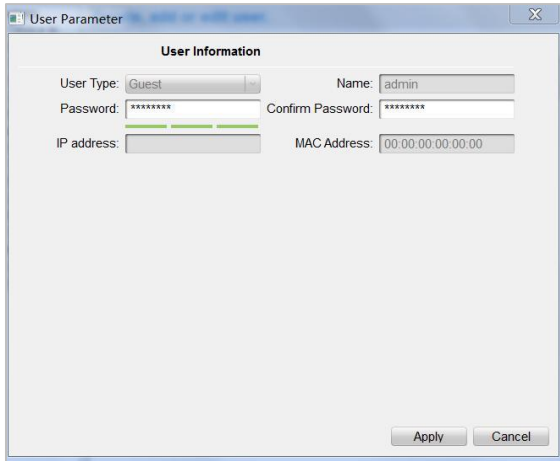 User Parameter
User Information
User Type: Guest Name: admin
Password: ******** Confirm Password: ********
IP address: MAC Address: 00:00:00:00:00:00
Apply Cancel